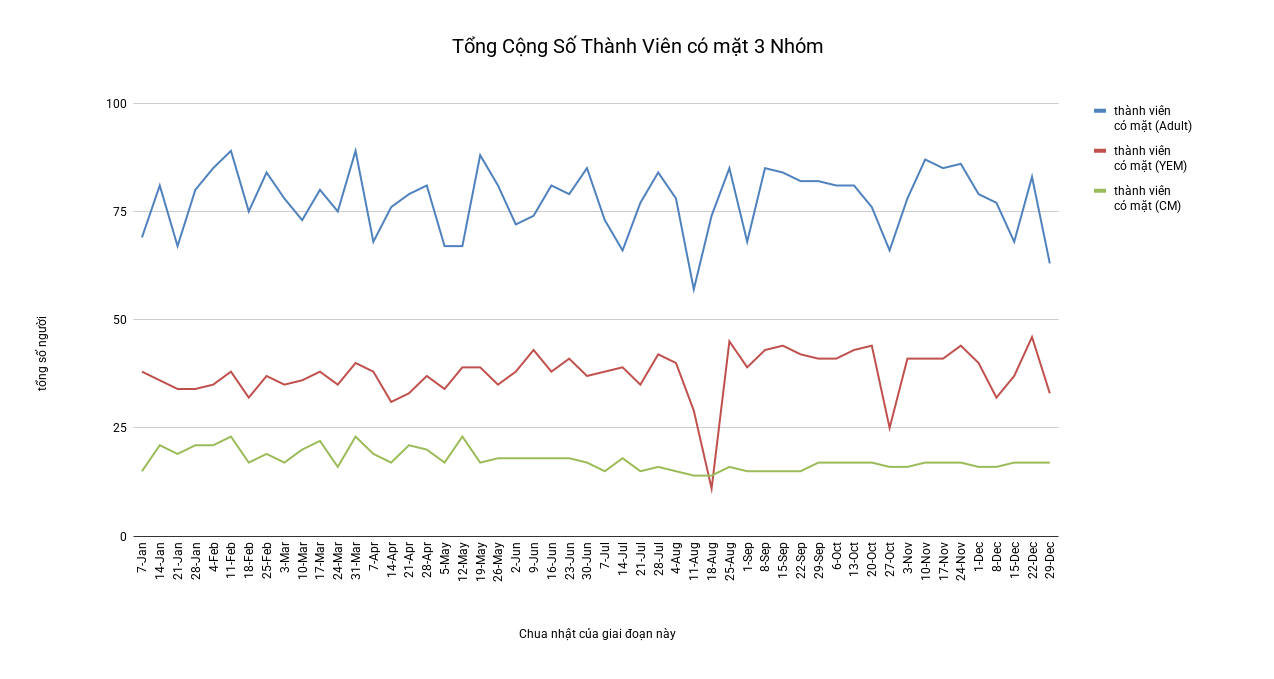 Tổng Cộng Số Thành Viên có mặt 3 Nhóm
100
75
50
25
0
tổng số người
thành viên
có mặt (Adult)
thành viên
có mặt (YEM)
thành viên
có mặt (CM)
7-Jan
14-Jan
21-Jan
28-Jan
4-Feb
11-Feb
18-Feb
25-Feb
3-Mar
10-Mar
17-Mar
24-Mar
31-Mar
7-Apr
14-Apr
21-Apr
28-Apr
5-May
12-May
19-May
26-May
2-Jun
9-Jun
16-Jun
23-Jun
30-Jun
7-Jul
14-Jul
21-Jul
28-Jul
4-Aug
11-Aug
18-Aug
25-Aug
1-Sep
8-Sep
15-Sep
22-Sep
29-Sep
6-Oct
13-Oct
20-Oct
27-Oct
3-Nov
10-Nov
17-Nov
24-Nov
1-Dec
8-Dec
15-Dec
22-Dec
29-Dec
Chua nhật của giai đoạn này